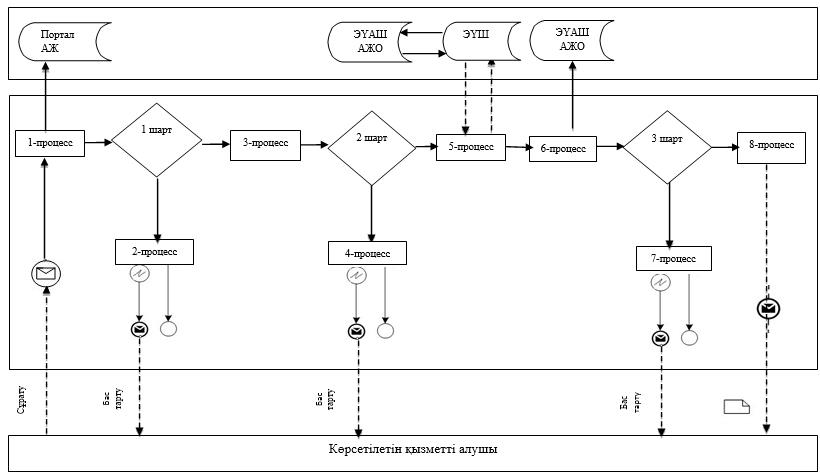 Портал
АЖ
ЭҮАШ
АЖО
ЭҮШ
ЭҮАШ
АЖО
1-процесс
1 шарт
3-процесс
2 шарт
5-процесс
6-процесс
3 шарт
8-процесс
2-процесс
4-процесс
7-процесс
Сұрату
Бас
тарту
Бас
тарту
Бас
тарту
Көрсетілетін қызметті алушы